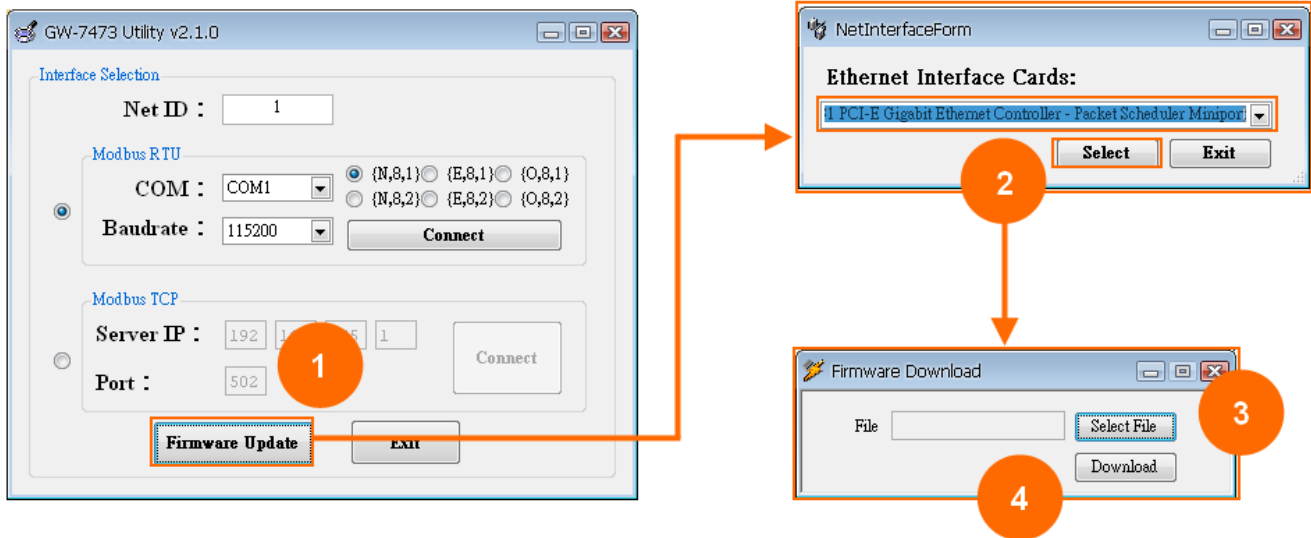 GW-7473 Utility v2.1.0
Interface Selection
Net ID : 1
Modbus RTU
COM : COM1
{N,8,1} {E,8,1} {O,8,1}
{N,8,2} {E,8,2} {O,8,2}
Baudrate : 115200
Connect
Modbus TCP
Server IP : 192 1
Port : 502
Connect
1
Firmware Update
Exit
NetInterfaceForm
Ethernet Interface Cards:
1 PCI-E Gigabit Ethernet Controller - Packet Scheduler Miniport
Select
Exit
2
Firmware Download
File
Select File
3
Download
4